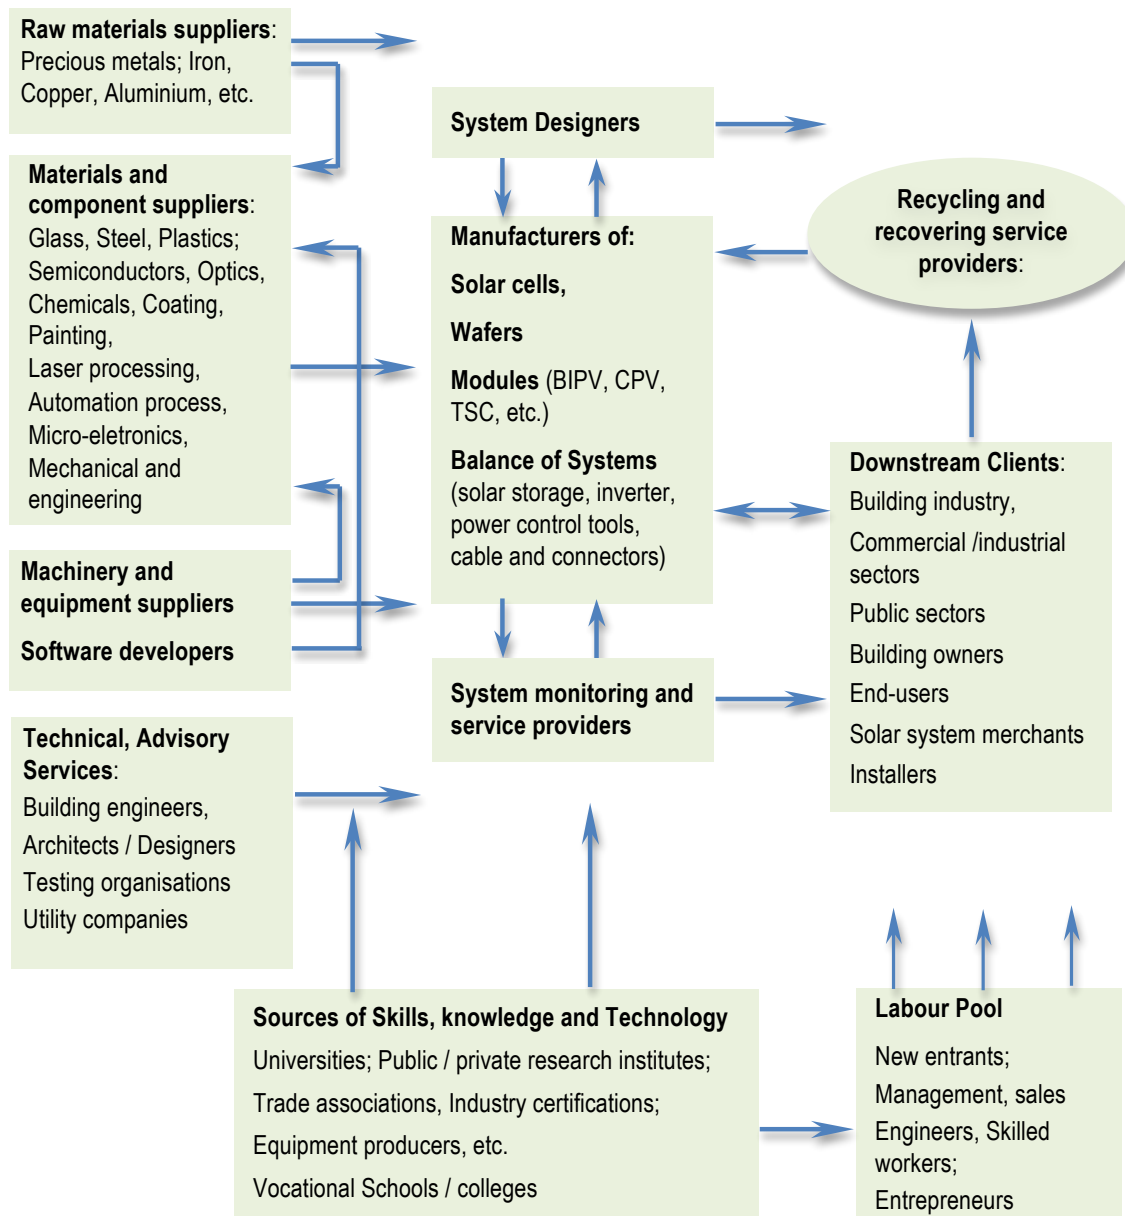 Raw materials suppliers:
Precious metals; Iron,
Copper, Aluminium, etc.
Materials and
component suppliers:
Glass, Steel, Plastics;
Semiconductors, Optics,
Chemicals, Coating,
Painting,
Laser processing,
Automation process,
Micro-eletronics,
Mechanical and
engineering
Machinery and
equipment suppliers
Software developers
Technical, Advisory
Services:
Building engineers,
Architects / Designers
Testing organisations
Utility companies
System Designers
Manufacturers of:
Solar cells,
Wafers
Modules (BIPV, CPV,
TSC, etc.)
Balance of Systems
(solar storage, inverter,
power control tools,
cable and connectors)
System monitoring and
service providers
Recycling and
recovering service
providers:
Downstream Clients:
Building industry,
Commercial /industrial
sectors
Public sectors
Building owners
End-users
Solar system merchants
Installers
Sources of Skills, knowledge and Technology
Universities; Public / private research institutes;
Trade associations, Industry certifications;
Equipment producers, etc.
Vocational Schools / colleges
Labour Pool
New entrants;
Management, sales
Engineers, Skilled
workers;
Entrepreneurs